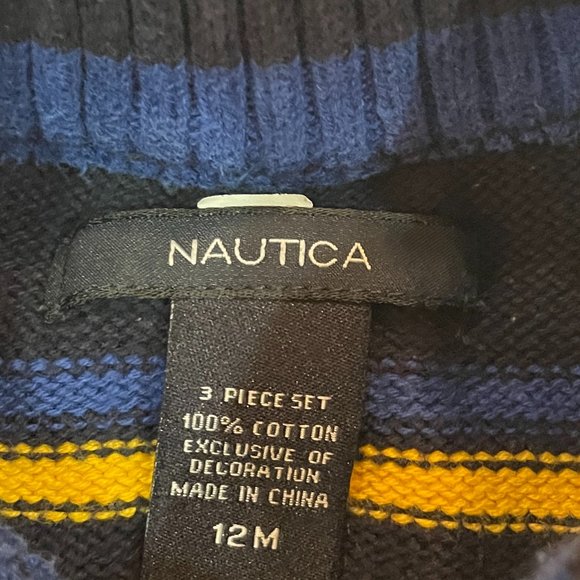 NAUTICA
3 PIECE SET
100% COTTON
EXCLUSIVE OF
DECORATION
MADE IN CHINA
12M